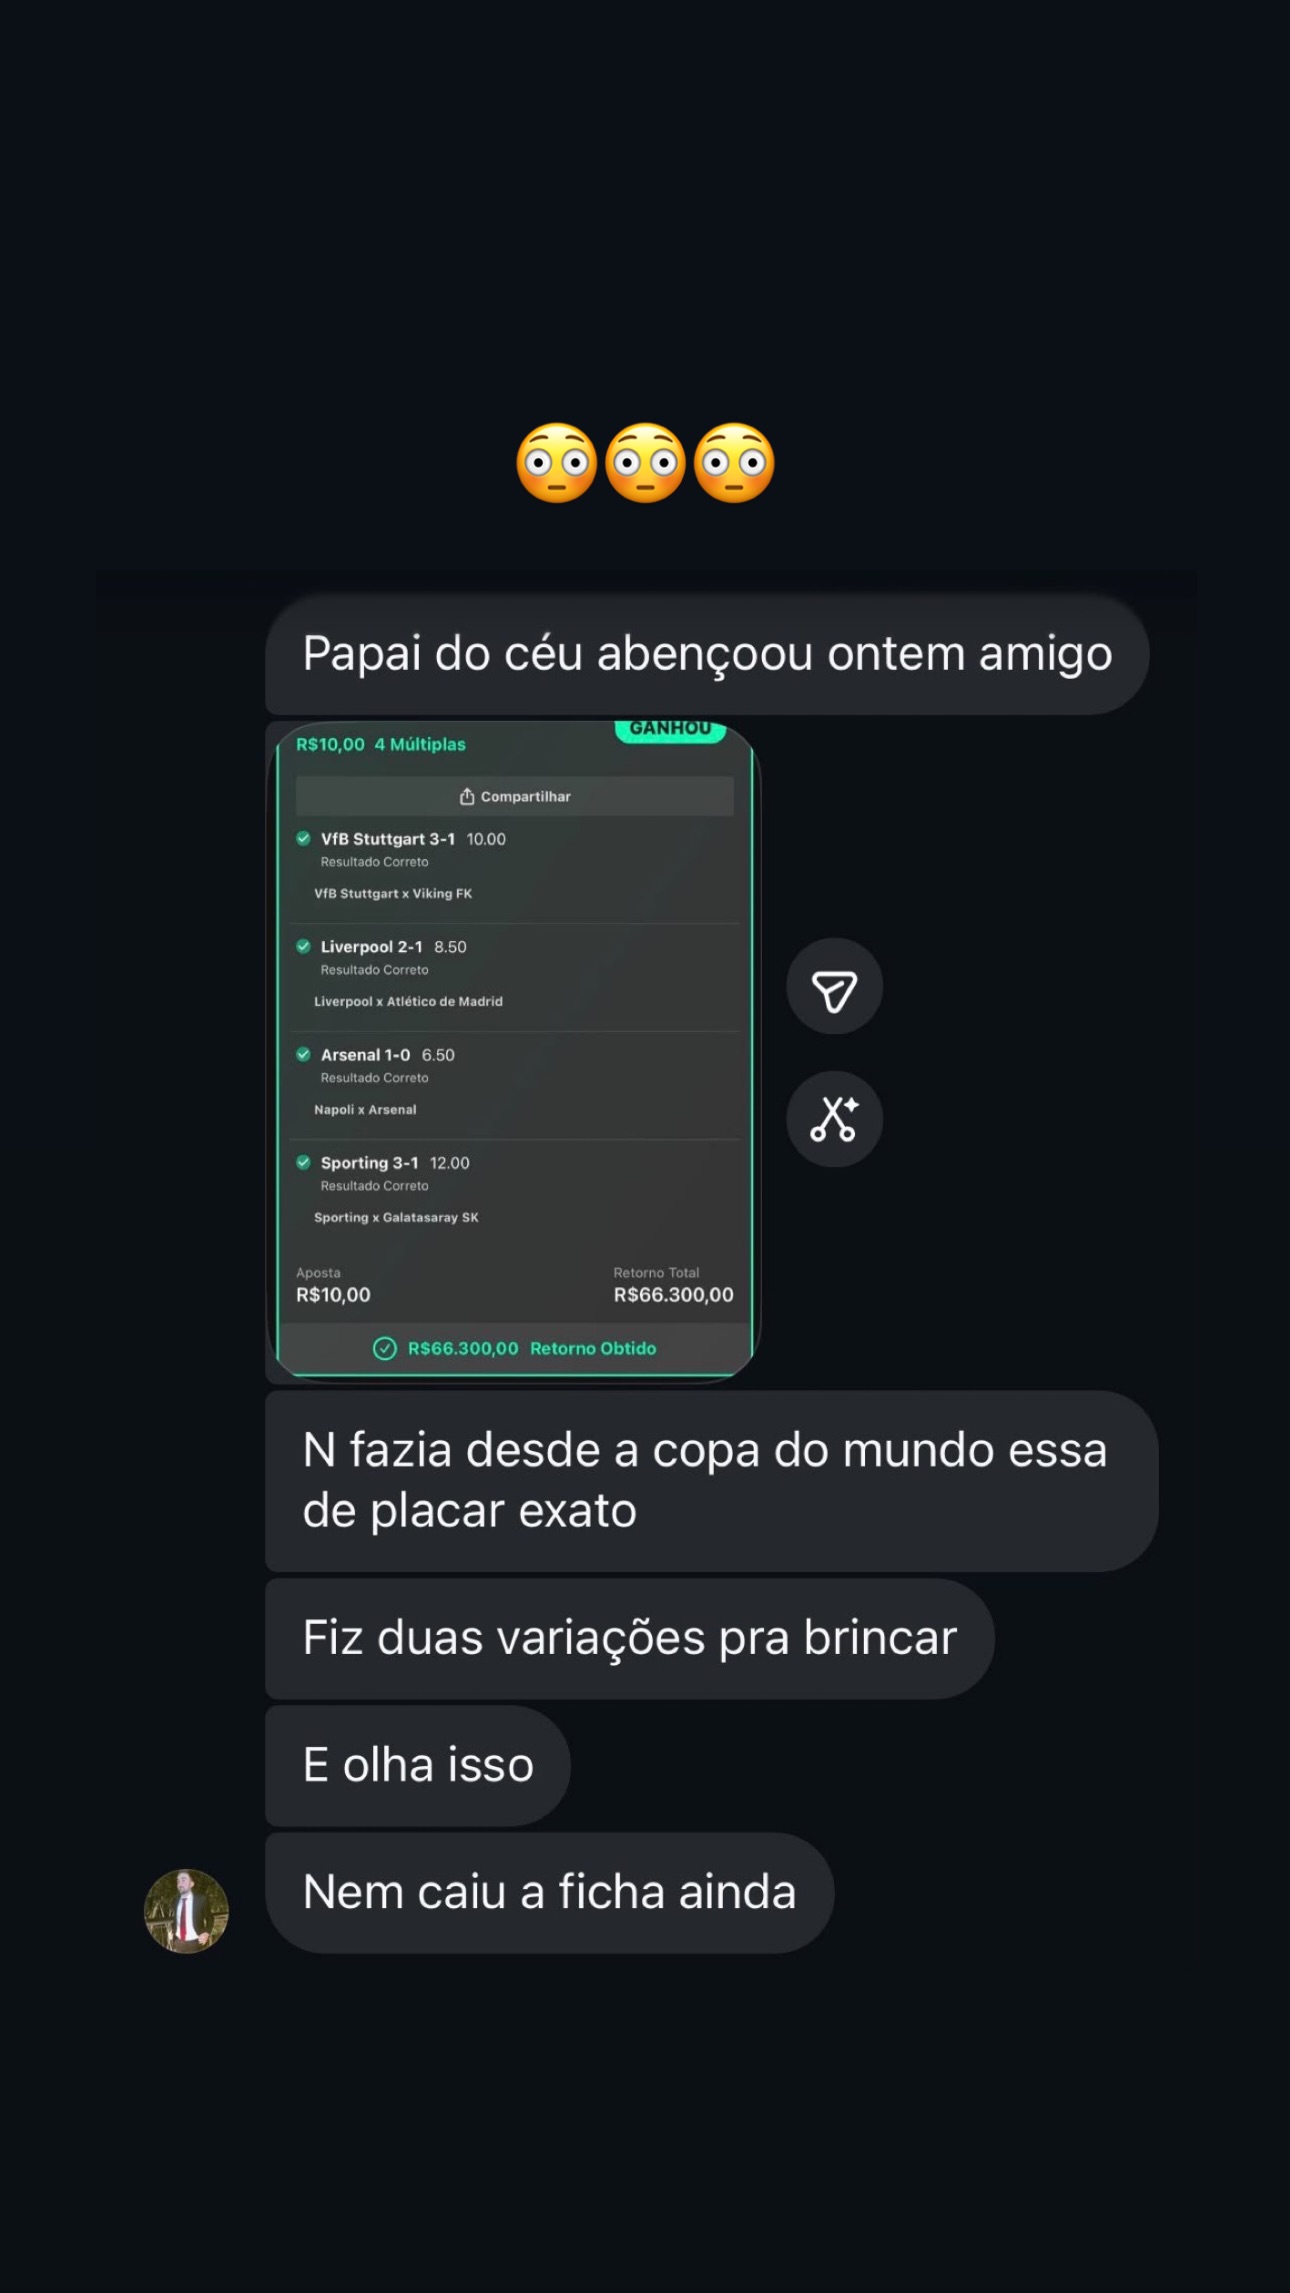 😳😳😳
Papai do céu abençoou ontem amigo
GANHOU
R$10,00 4 Múltiplas
Compartilhar
VfB Stuttgart 3-1 10.00
Resultado Correto
VfB Stuttgart x Viking FK
Liverpool 2-1 8.50
Resultado Correto
Liverpool x Atlético de Madrid
Arsenal 1-0 6.50
Resultado Correto
Napoli x Arsenal
Sporting 3-1 12.00
Resultado Correto
Sporting x Galatasaray SK
Aposta Retorno Total
R$10,00 R$66.300,00
R$66.300,00 Retorno Obtido
N fazia desde a copa do mundo essa
de placar exato
Fiz duas variações pra brincar
E olha isso
Nem caiu a ficha ainda